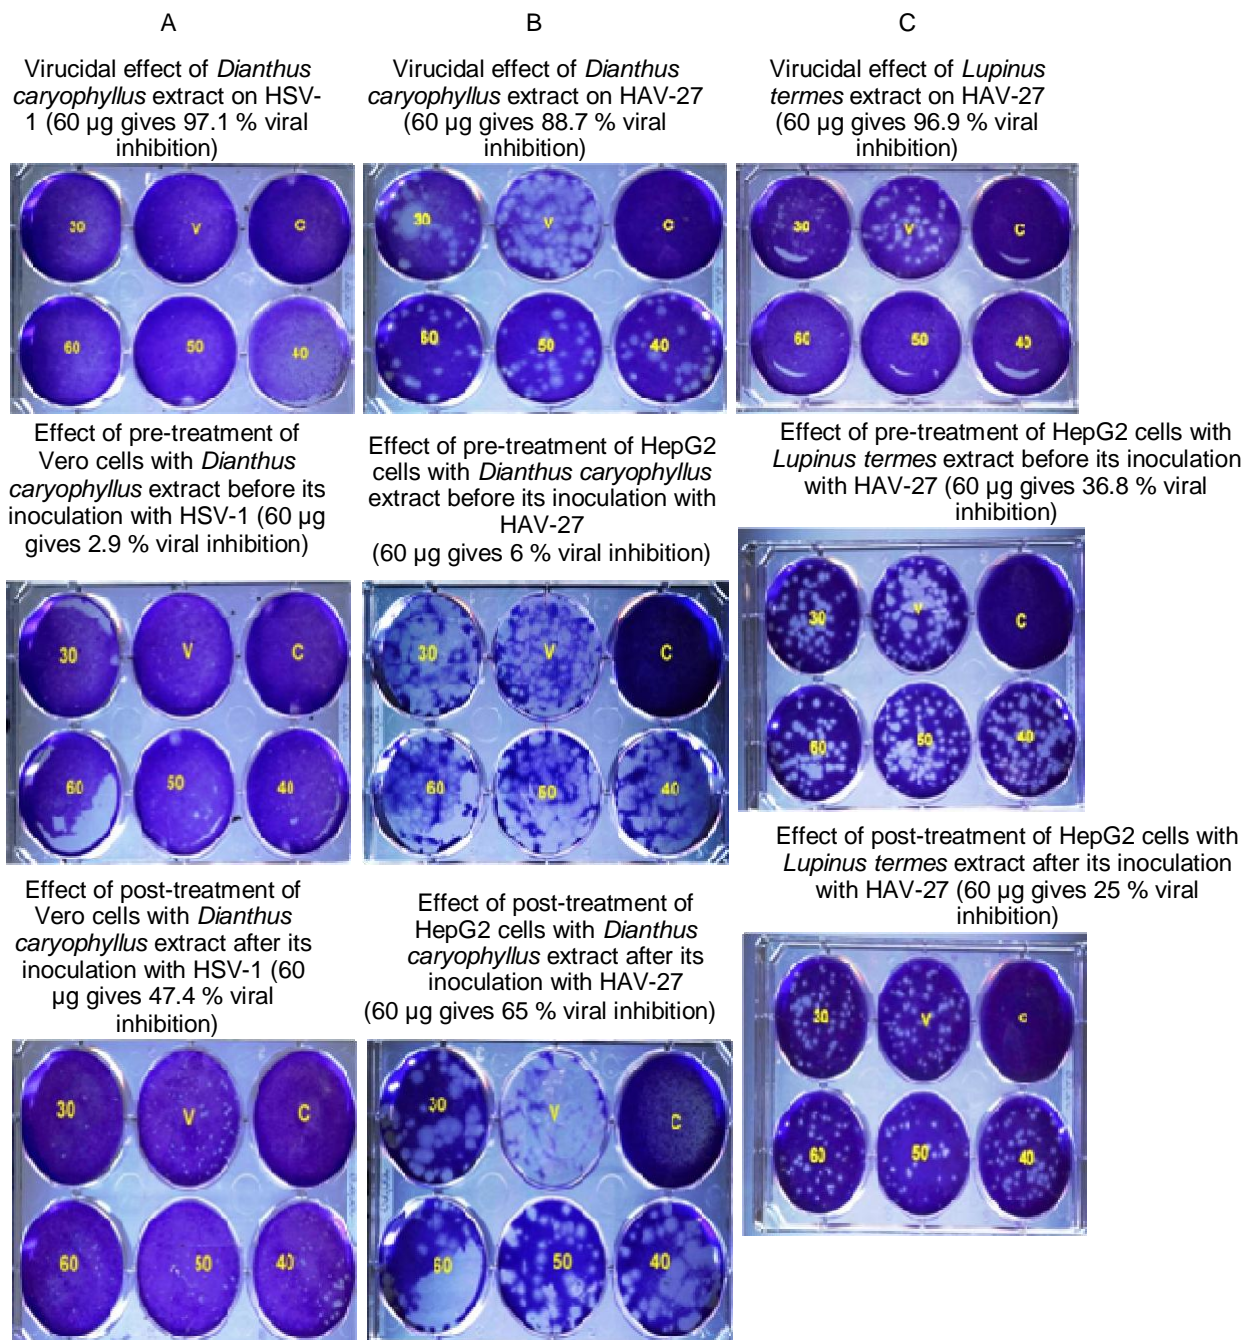 A
B
C
Virucidal effect of Dianthus
caryophyllus extract on HSV-
1 (60 µg gives 97.1 % viral
inhibition)
Virucidal effect of Dianthus
caryophyllus extract on HAV-27
(60 µg gives 88.7 % viral
inhibition)
Virucidal effect of Lupinus
termes extract on HAV-27
(60 µg gives 96.9 % viral
inhibition)
30 V C
60 50 40
30 V C
60 50 40
30 V C
60 50 40
Effect of pre-treatment of
Vero cells with Dianthus
caryophyllus extract before its
inoculation with HSV-1 (60 µg
gives 2.9 % viral inhibition)
Effect of pre-treatment of HepG2
cells with Dianthus caryophyllus
extract before its inoculation with
HAV-27
(60 µg gives 6 % viral inhibition)
Effect of pre-treatment of HepG2 cells with
Lupinus termes extract before its inoculation
with HAV-27 (60 µg gives 36.8 % viral
inhibition)
30 V C
60 50 40
30 V C
60 50 40
30 V C
60 50 40
Effect of post-treatment of
Vero cells with Dianthus
caryophyllus extract after its
inoculation with HSV-1 (60
µg gives 47.4 % viral
inhibition)
Effect of post-treatment of
HepG2 cells with Dianthus
caryophyllus extract after its
inoculation with HAV-27
(60 µg gives 65 % viral inhibition)
Effect of post-treatment of HepG2 cells with
Lupinus termes extract after its inoculation
with HAV-27 (60 µg gives 25 % viral
inhibition)
30 V C
60 50 40
30 V C
60 50 40
30 V C
60 50 40